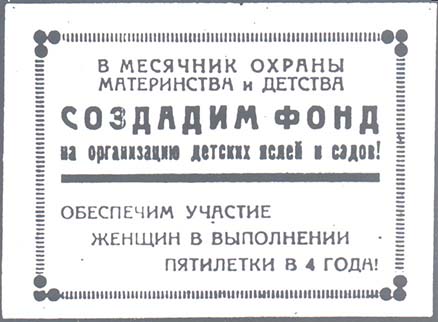 В МЕСЯЧНИК ОХРАНЫ
МАТЕРИНСТВА и ДЕТСТВА
СОЗДАДИМ ФОНД
на организацию детских яслей и садов!
ОБЕСПЕЧИМ УЧАСТИЕ
ЖЕНЩИН В ВЫПОЛНЕНИИ
ПЯТИЛЕТКИ В 4 ГОДА!